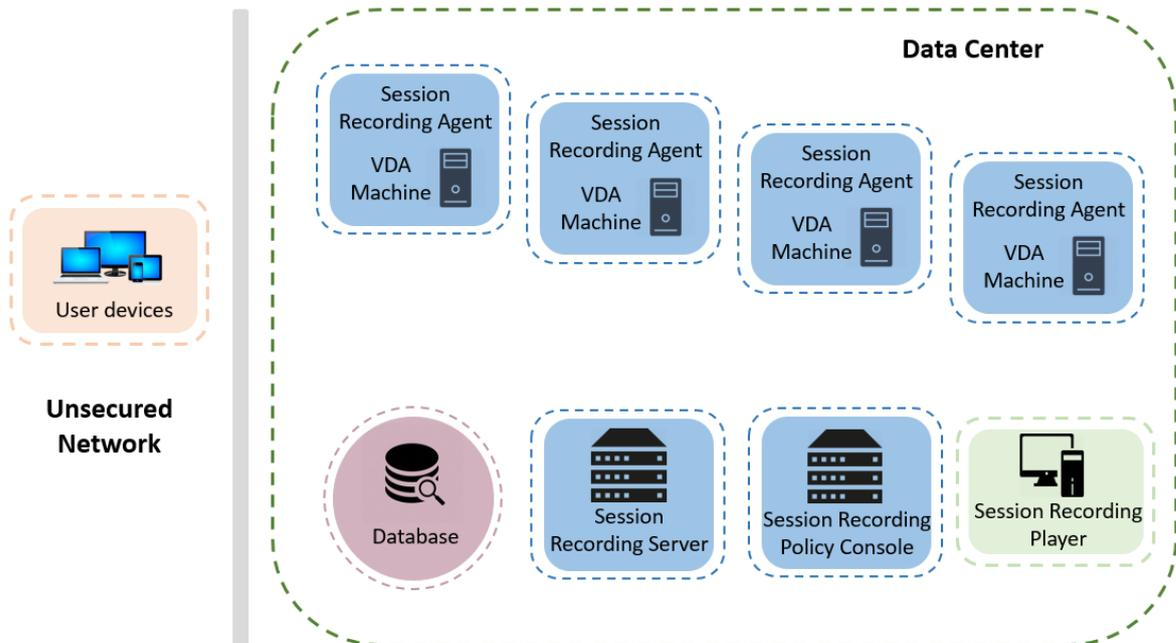 Data Center
Session
Recording Agent
VDA
Machine
Session
Recording Agent
VDA
Machine
Session
Recording Agent
VDA
Machine
Session
Recording Agent
VDA
Machine
User devices
Unsecured
Network
Database
Session
Recording Server
Session Recording
Policy Console
Session Recording
Player